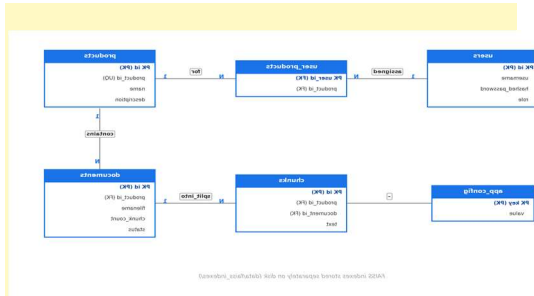 products
PK id (PK)
product_id (UQ)
name
description
for
1
N
user_products
PK user_id (FK)
product_id (FK)
assigned
N
1
users
PK id (PK)
username
hashed_password
role
1
contains
N
documents
PK id (PK)
product_id (FK)
filename
chunk_count
status
1
split_into
N
chunks
PK id (PK)
product_id (FK)
document_id (FK)
text
–
app_config
PK key (PK)
value
FAISS indexes stored separately on disk (data/faiss_indexes/)